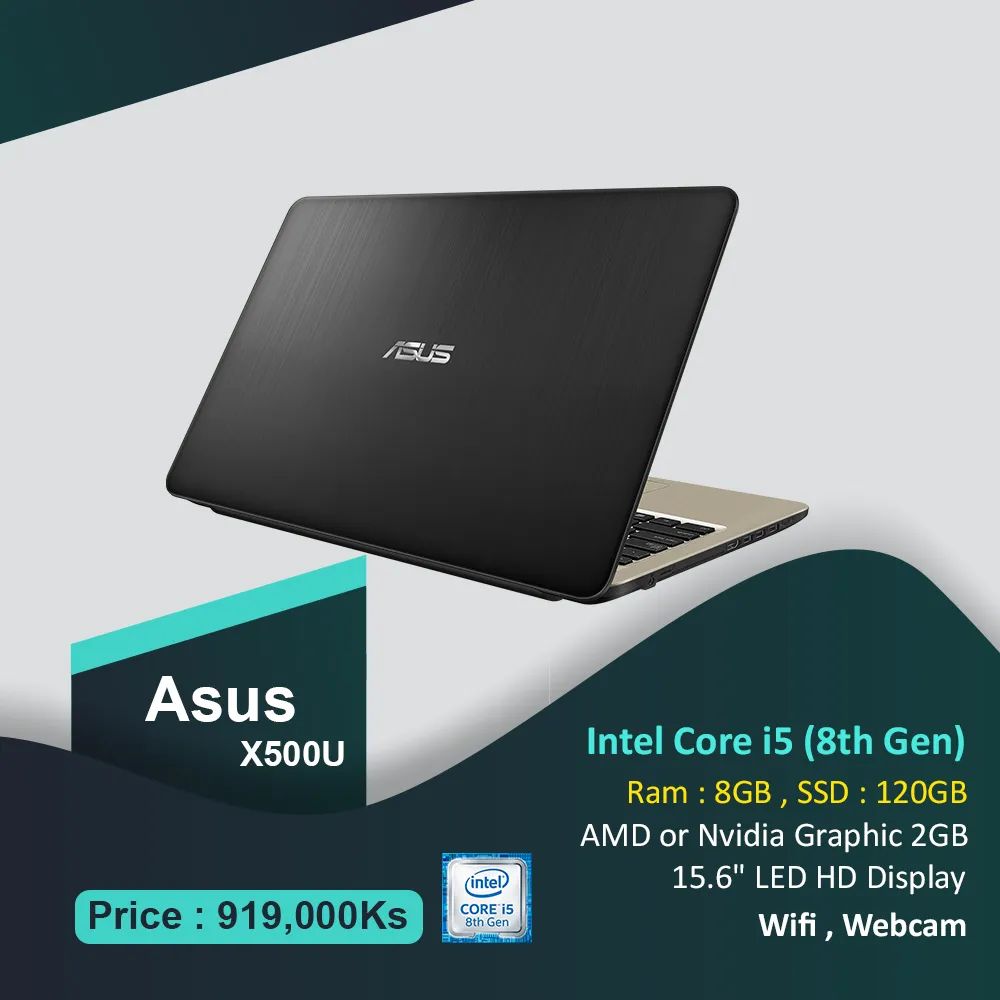 ASUS
Asus
X500U
Intel Core i5 (8th Gen)
Ram : 8GB , SSD : 120GB
AMD or Nvidia Graphic 2GB
15.6" LED HD Display
Wifi , Webcam
Price : 919,000Ks
(intel)
CORE i5
8th Gen